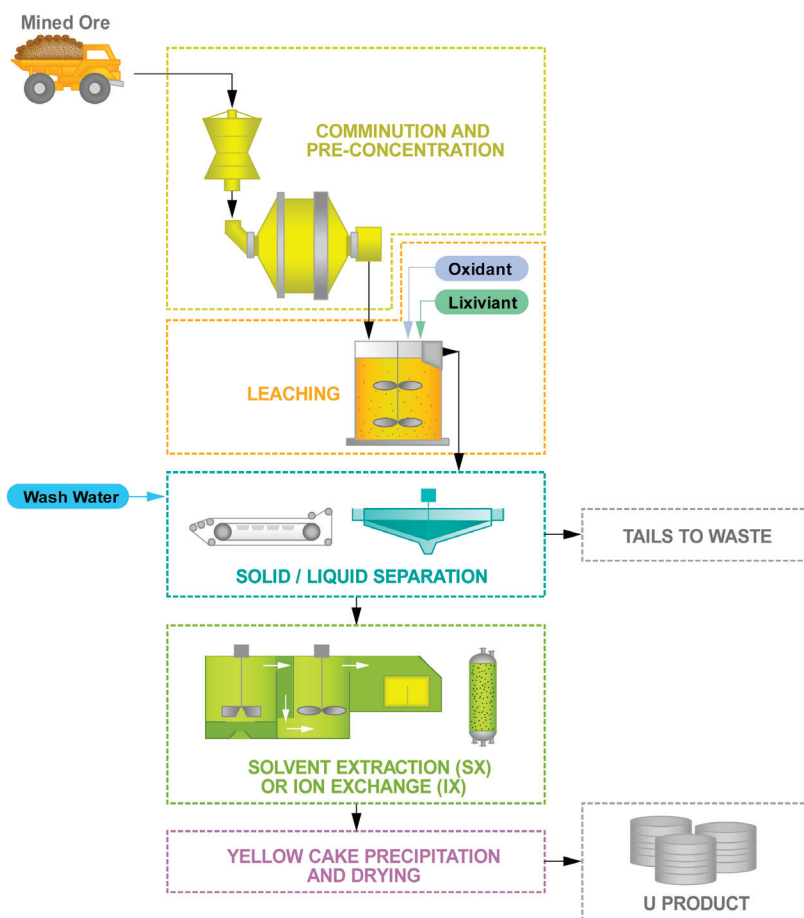 Mined Ore
COMMINUTION AND
PRE-CONCENTRATION
Oxidant
Lixiviant
LEACHING
Wash Water
SOLID / LIQUID SEPARATION
TAILS TO WASTE
SOLVENT EXTRACTION (SX)
OR ION EXCHANGE (IX)
YELLOW CAKE PRECIPITATION
AND DRYING
U PRODUCT